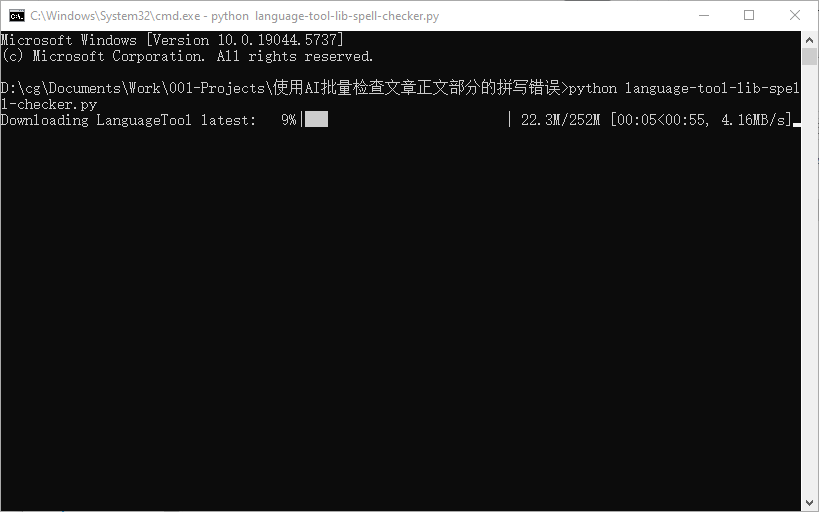 C:\Windows\System32\cmd.exe - python  language-tool-lib-spell-checker.py
Microsoft Windows [Version 10.0.19044.5737]
(c) Microsoft Corporation. All rights reserved.
D:\cg\Documents\Work\001-Projects\使用AI批量检查文章正文部分的拼写错误>python language-tool-lib-spel
l-checker.py
Downloading LanguageTool latest:   9%|| 22.3M/252M [00:05<00:55, 4.16MB/s]